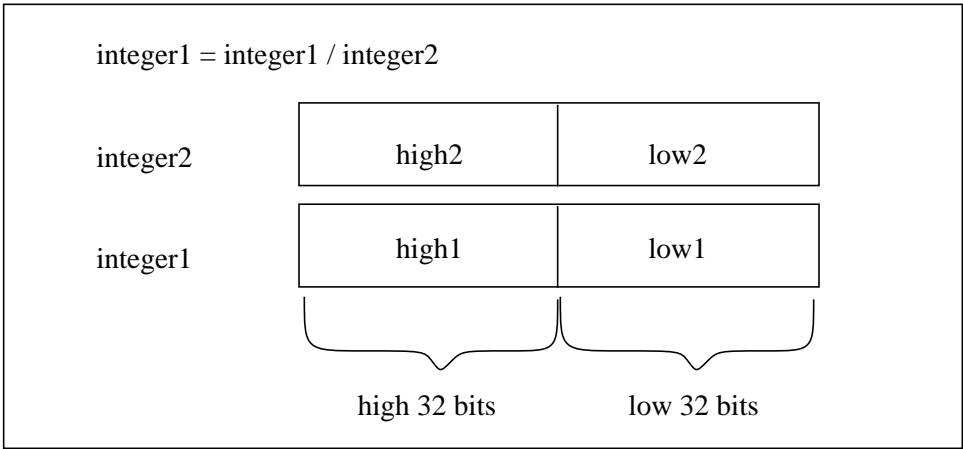 integer1 = integer1 / integer2
integer2 high2 low2
integer1 high1 low1
high 32 bits low 32 bits